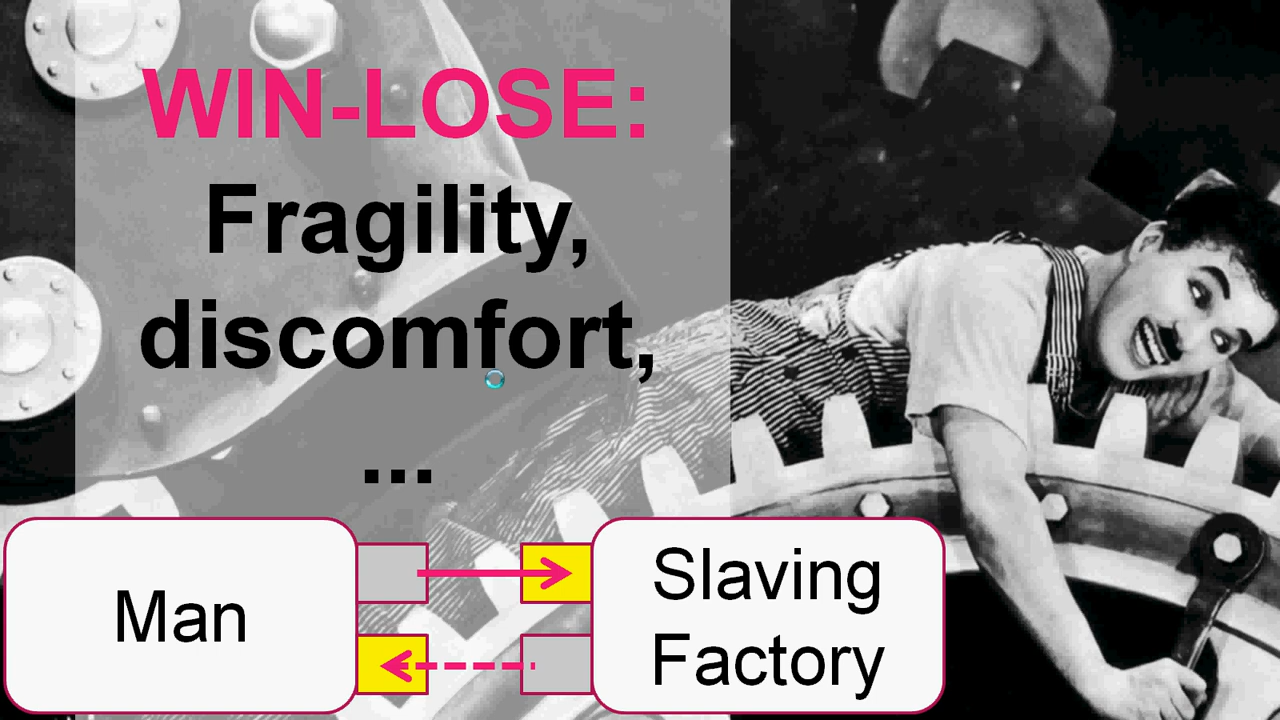 WIN-LOSE:
Fragility,
discomfort,
...
Man
Slaving
Factory